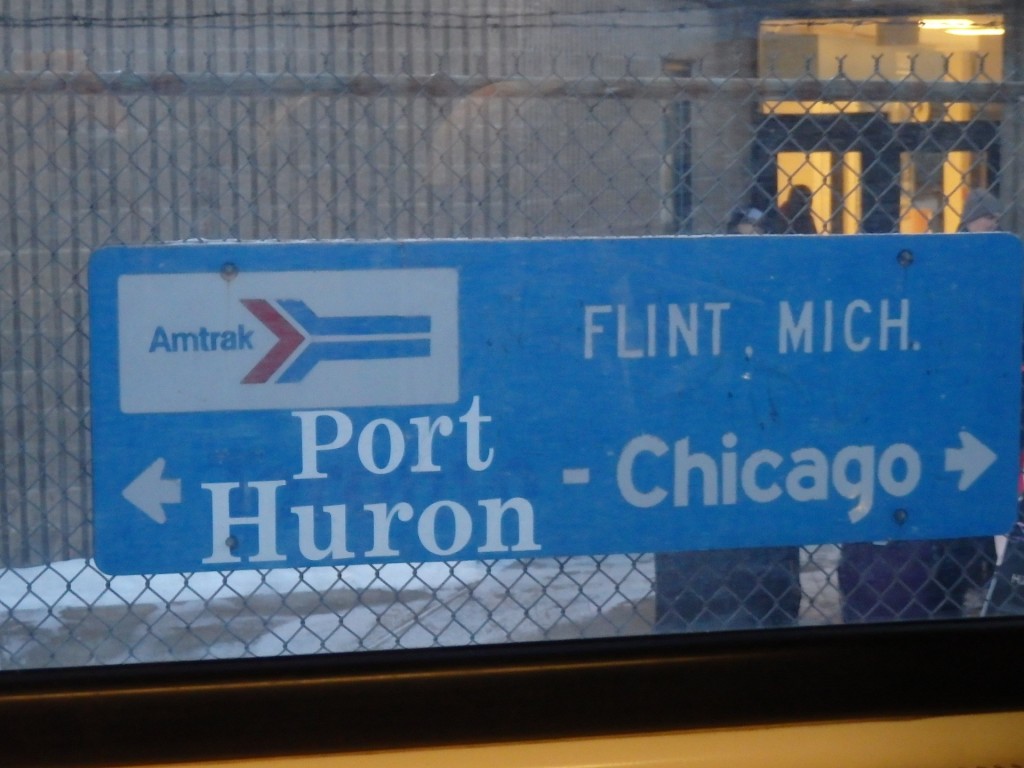 Amtrak
FLINT, MICH.
Port
Huron - Chicago